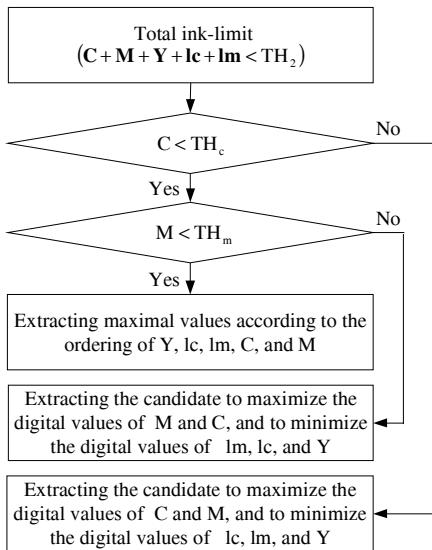 Total ink-limit
(C + M + Y + lc + lm < TH₂)
C < TH_c
No
Yes
M < TH_m
No
Yes
Extracting maximal values according to the
ordering of Y, lc, lm, C, and M
Extracting the candidate to maximize the
digital values of M and C, and to minimize
the digital values of lm, lc, and Y
Extracting the candidate to maximize the
digital values of C and M, and to minimize
the digital values of lc, lm, and Y